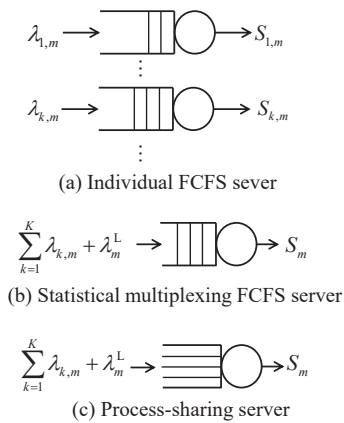 λ1,m S1,m
⋮
λk,m Sk,m
⋮
(a) Individual FCFS sever
K
∑ λk,m + λm^L Sm
k=1
(b) Statistical multiplexing FCFS server
K
∑ λk,m + λm^L Sm
k=1
(c) Process-sharing server